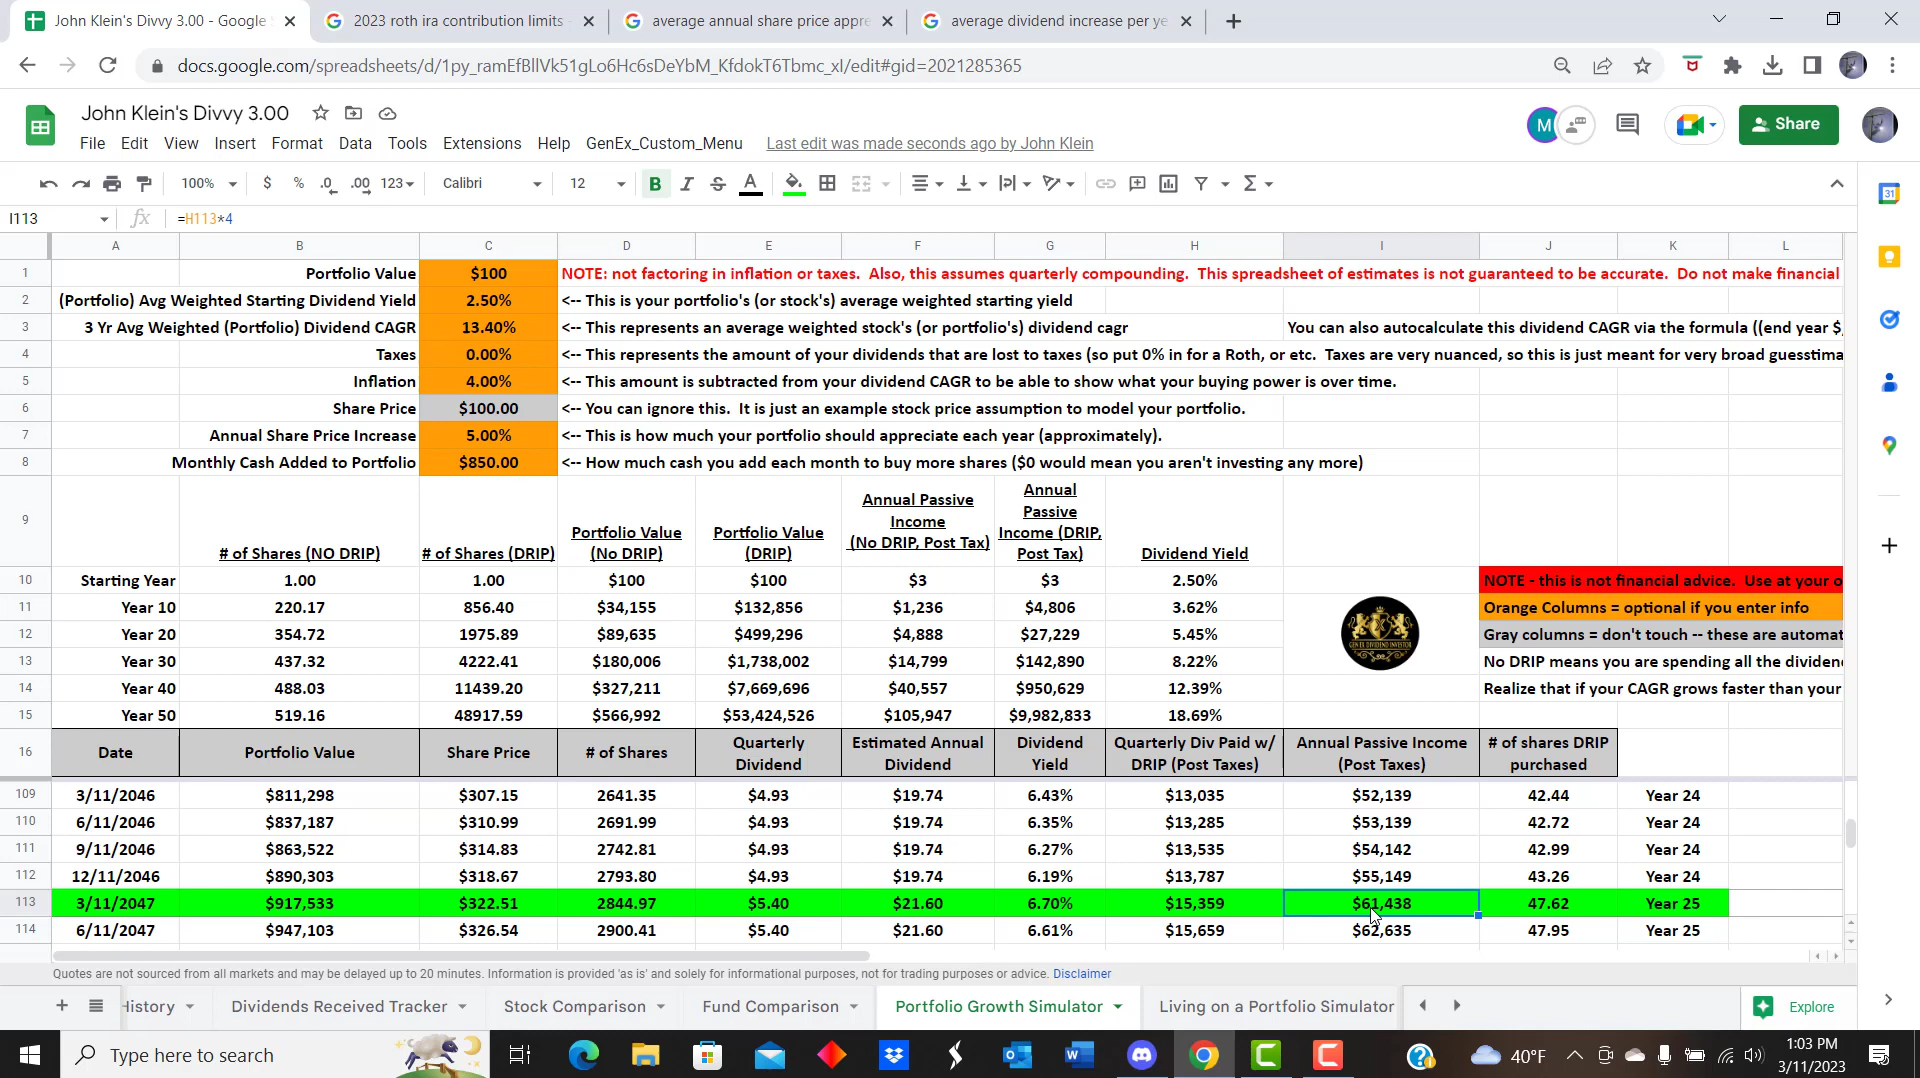 John Klein's Divvy 3.00 - Google
2023 roth ira contribution limits
average annual share price appre
average dividend increase per ye
docs.google.com/spreadsheets/d/1py_ramEfBllVk51gLo6Hc6sDeYbM_KfdokT6Tbmc_xI/edit#gid=2021285365
John Klein's Divvy 3.00
M
Share
File Edit View Insert Format Data Tools Extensions Help GenEx_Custom_Menu Last edit was made seconds ago by John Klein
100% $ % .0 .00 123 Calibri 12 B I S A Σ
31
I113 fx =H113*4
A B C D E F G H I J K L
1 Portfolio Value $100 NOTE: not factoring in inflation or taxes. Also, this assumes quarterly compounding. This spreadsheet of estimates is not guaranteed to be accurate. Do not make financial
2 (Portfolio) Avg Weighted Starting Dividend Yield 2.50% <-- This is your portfolio's (or stock's) average weighted starting yield
3 3 Yr Avg Weighted (Portfolio) Dividend CAGR 13.40% <-- This represents an average weighted stock's (or portfolio's) dividend cagr You can also autocalculate this dividend CAGR via the formula ((end year $,
4 Taxes 0.00% <-- This represents the amount of your dividends that are lost to taxes (so put 0% in for a Roth, or etc. Taxes are very nuanced, so this is just meant for very broad guesstima
5 Inflation 4.00% <-- This amount is subtracted from your dividend CAGR to be able to show what your buying power is over time.
6 Share Price $100.00 <-- You can ignore this. It is just an example stock price assumption to model your portfolio.
7 Annual Share Price Increase 5.00% <-- This is how much your portfolio should appreciate each year (approximately).
8 Monthly Cash Added to Portfolio $850.00 <-- How much cash you add each month to buy more shares ($0 would mean you aren't investing any more)
9 # of Shares (NO DRIP) # of Shares (DRIP) Portfolio Value (No DRIP) Portfolio Value (DRIP) Annual Passive Income (No DRIP, Post Tax) Annual Passive Income (DRIP, Post Tax) Dividend Yield
10 Starting Year 1.00 1.00 $100 $100 $3 $3 2.50% NOTE - this is not financial advice. Use at your o
11 Year 10 220.17 856.40 $34,155 $132,856 $1,236 $4,806 3.62% Orange Columns = optional if you enter info
12 Year 20 354.72 1975.89 $89,635 $499,296 $4,888 $27,229 5.45% Gray columns = don't touch -- these are automat
GEN EX DIVIDEND INVESTOR
13 Year 30 437.32 4222.41 $180,006 $1,738,002 $14,799 $142,890 8.22% No DRIP means you are spending all the dividen
14 Year 40 488.03 11439.20 $327,211 $7,669,696 $40,557 $950,629 12.39% Realize that if your CAGR grows faster than your
15 Year 50 519.16 48917.59 $566,992 $53,424,526 $105,947 $9,982,833 18.69%
16 Date Portfolio Value Share Price # of Shares Quarterly Dividend Estimated Annual Dividend Dividend Yield Quarterly Div Paid w/ DRIP (Post Taxes) Annual Passive Income (Post Taxes) # of shares DRIP purchased
109 3/11/2046 $811,298 $307.15 2641.35 $4.93 $19.74 6.43% $13,035 $52,139 42.44 Year 24
110 6/11/2046 $837,187 $310.99 2691.99 $4.93 $19.74 6.35% $13,285 $53,139 42.72 Year 24
111 9/11/2046 $863,522 $314.83 2742.81 $4.93 $19.74 6.27% $13,535 $54,142 42.99 Year 24
112 12/11/2046 $890,303 $318.67 2793.80 $4.93 $19.74 6.19% $13,787 $55,149 43.26 Year 24
113 3/11/2047 $917,533 $322.51 2844.97 $5.40 $21.60 6.70% $15,359 $61,438 47.62 Year 25
114 6/11/2047 $947,103 $326.54 2900.41 $5.40 $21.60 6.61% $15,659 $62,635 47.95 Year 25
Quotes are not sourced from all markets and may be delayed up to 20 minutes. Information is provided 'as is' and solely for informational purposes, not for trading purposes or advice. Disclaimer
History Dividends Received Tracker Stock Comparison Fund Comparison Portfolio Growth Simulator Living on a Portfolio Simulator Explore
Type here to search
40°F
1:03 PM
3/11/2023